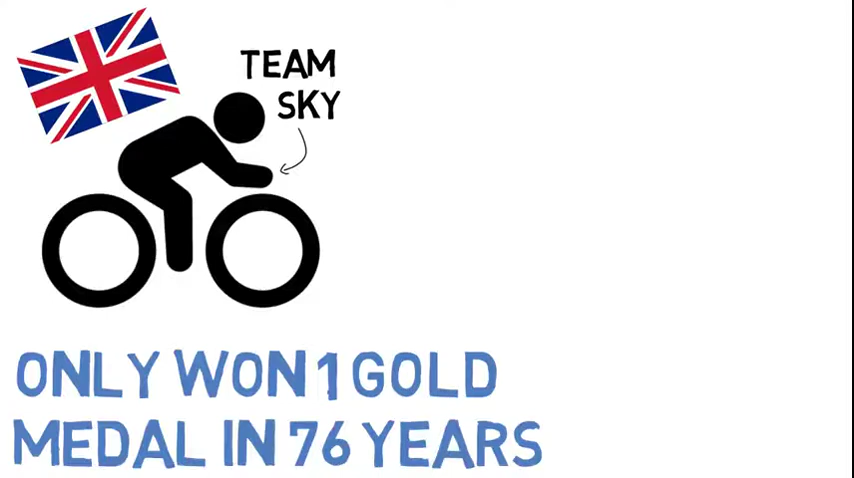 TEAM
SKY
ONLY WON 1 GOLD
MEDAL IN 76 YEARS